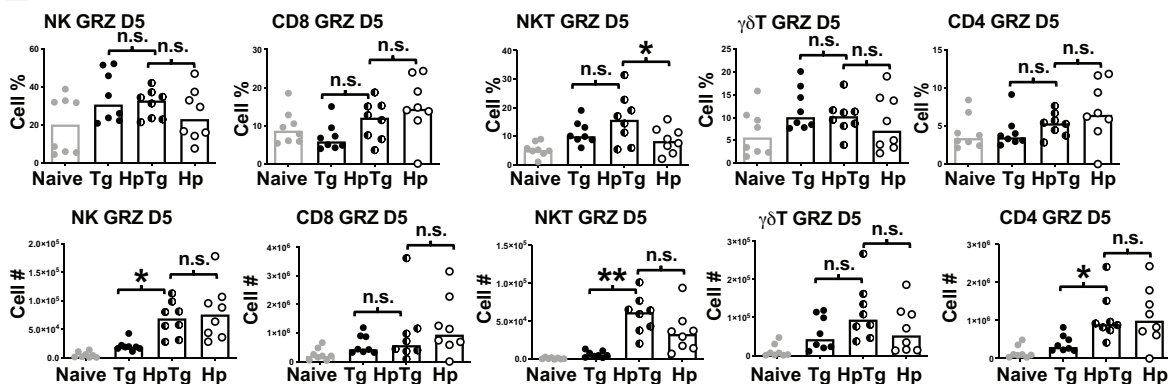 NK GRZ D5
n.s.
n.s.
Cell %
60
40
20
0
Naive Tg HpTg Hp
CD8 GRZ D5
n.s.
n.s.
Cell %
30
20
10
0
Naive Tg HpTg Hp
NKT GRZ D5
n.s.
*
Cell %
40
30
20
10
0
Naive Tg HpTg Hp
γδT GRZ D5
n.s.
n.s.
Cell %
25
20
15
10
5
0
Naive Tg HpTg Hp
CD4 GRZ D5
n.s.
n.s.
Cell %
15
10
5
0
Naive Tg HpTg Hp
NK GRZ D5
*
n.s.
Cell #
2.0×10⁵
1.5×10⁵
1.0×10⁵
5.0×10⁴
0.0
Naive Tg HpTg Hp
CD8 GRZ D5
n.s.
n.s.
Cell #
4×10⁶
3×10⁶
2×10⁶
1×10⁶
0
Naive Tg HpTg Hp
NKT GRZ D5
**
n.s.
Cell #
1.5×10⁵
1.0×10⁵
5.0×10⁴
0.0
Naive Tg HpTg Hp
γδT GRZ D5
n.s.
n.s.
Cell #
3×10⁵
2×10⁵
1×10⁵
0
Naive Tg HpTg Hp
CD4 GRZ D5
*
n.s.
Cell #
3×10⁶
2×10⁶
1×10⁶
0
Naive Tg HpTg Hp